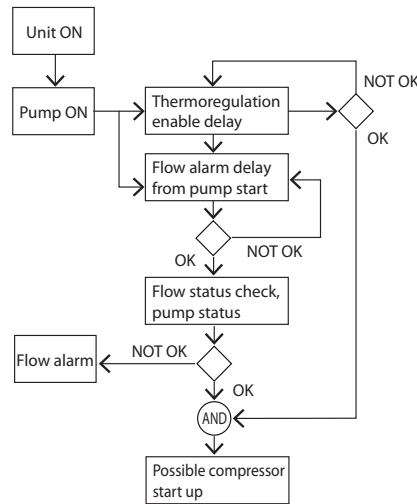 Unit ON
Pump ON
Thermoregulation
enable delay
NOT OK
OK
Flow alarm delay
from pump start
NOT OK
OK
Flow status check,
pump status
Flow alarm
NOT OK
OK
AND
Possible compressor
start up